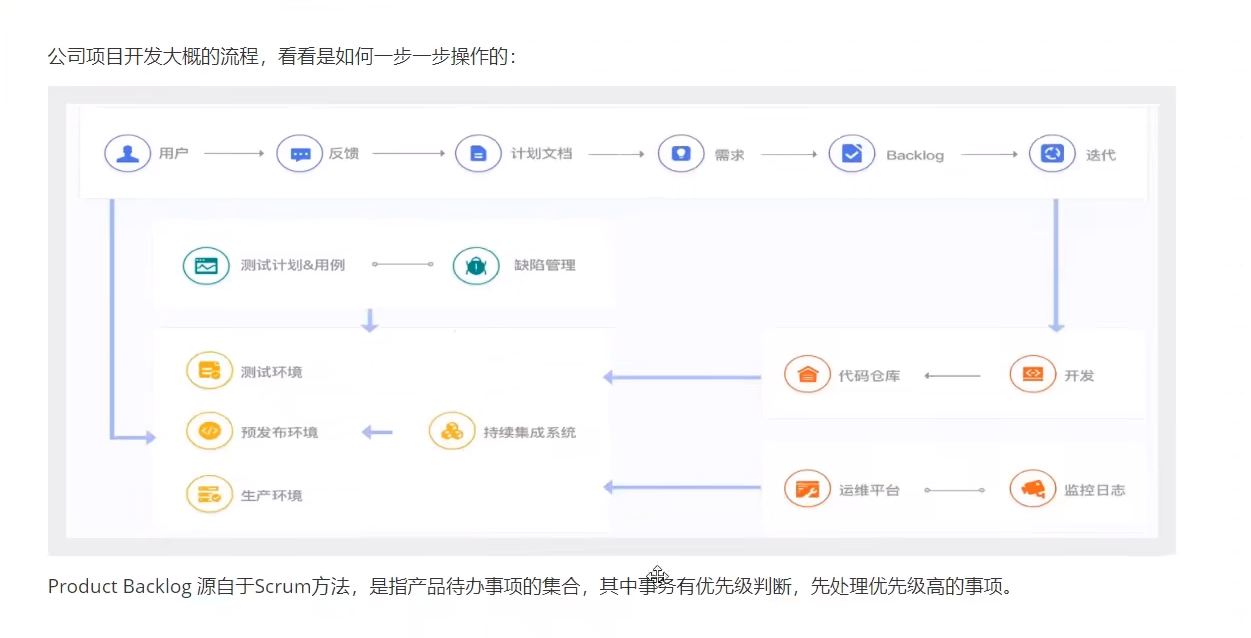 公司项目开发大概的流程，看看是如何一步一步操作的：
用户 反馈 计划文档 需求 Backlog 迭代
测试计划&用例 缺陷管理
测试环境 代码仓库 开发
预发布环境 持续集成系统
生产环境 运维平台 监控日志
Product Backlog 源自于Scrum方法，是指产品待办事项的集合，其中事务有优先级判断，先处理优先级高的事项。